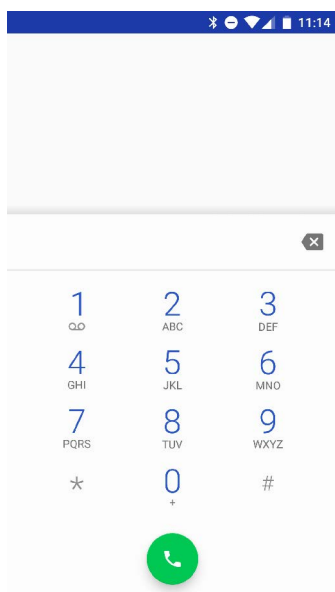 11:14
1 2 3
ABC DEF
4 5 6
GHI JKL MNO
7 8 9
PQRS TUV WXYZ
* 0 #
+